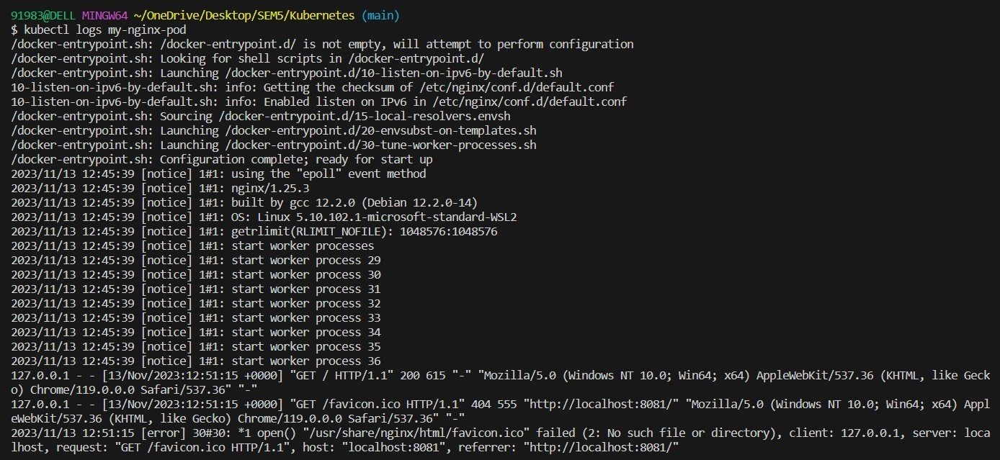 91983@DELL MINGW64 ~/OneDrive/Desktop/SEM5/Kubernetes (main)
$ kubectl logs my-nginx-pod
/docker-entrypoint.sh: /docker-entrypoint.d/ is not empty, will attempt to perform configuration
/docker-entrypoint.sh: Looking for shell scripts in /docker-entrypoint.d/
/docker-entrypoint.sh: Launching /docker-entrypoint.d/10-listen-on-ipv6-by-default.sh
10-listen-on-ipv6-by-default.sh: info: Getting the checksum of /etc/nginx/conf.d/default.conf
10-listen-on-ipv6-by-default.sh: info: Enabled listen on IPv6 in /etc/nginx/conf.d/default.conf
/docker-entrypoint.sh: Sourcing /docker-entrypoint.d/15-local-resolvers.envsh
/docker-entrypoint.sh: Launching /docker-entrypoint.d/20-envsubst-on-templates.sh
/docker-entrypoint.sh: Launching /docker-entrypoint.d/30-tune-worker-processes.sh
/docker-entrypoint.sh: Configuration complete; ready for start up
2023/11/13 12:45:39 [notice] 1#1: using the "epoll" event method
2023/11/13 12:45:39 [notice] 1#1: nginx/1.25.3
2023/11/13 12:45:39 [notice] 1#1: built by gcc 12.2.0 (Debian 12.2.0-14)
2023/11/13 12:45:39 [notice] 1#1: OS: Linux 5.10.102.1-microsoft-standard-WSL2
2023/11/13 12:45:39 [notice] 1#1: getrlimit(RLIMIT_NOFILE): 1048576:1048576
2023/11/13 12:45:39 [notice] 1#1: start worker processes
2023/11/13 12:45:39 [notice] 1#1: start worker process 29
2023/11/13 12:45:39 [notice] 1#1: start worker process 30
2023/11/13 12:45:39 [notice] 1#1: start worker process 31
2023/11/13 12:45:39 [notice] 1#1: start worker process 32
2023/11/13 12:45:39 [notice] 1#1: start worker process 33
2023/11/13 12:45:39 [notice] 1#1: start worker process 34
2023/11/13 12:45:39 [notice] 1#1: start worker process 35
2023/11/13 12:45:39 [notice] 1#1: start worker process 36
127.0.0.1 - - [13/Nov/2023:12:51:15 +0000] "GET / HTTP/1.1" 200 615 "-" "Mozilla/5.0 (Windows NT 10.0; Win64; x64) AppleWebKit/537.36 (KHTML, like Geck
o) Chrome/119.0.0.0 Safari/537.36" "-"
127.0.0.1 - - [13/Nov/2023:12:51:15 +0000] "GET /favicon.ico HTTP/1.1" 404 555 "http://localhost:8081/" "Mozilla/5.0 (Windows NT 10.0; Win64; x64) Appl
eWebKit/537.36 (KHTML, like Gecko) Chrome/119.0.0.0 Safari/537.36" "-"
2023/11/13 12:51:15 [error] 30#30: *1 open() "/usr/share/nginx/html/favicon.ico" failed (2: No such file or directory), client: 127.0.0.1, server: loca
lhost, request: "GET /favicon.ico HTTP/1.1", host: "localhost:8081", referrer: "http://localhost:8081/"